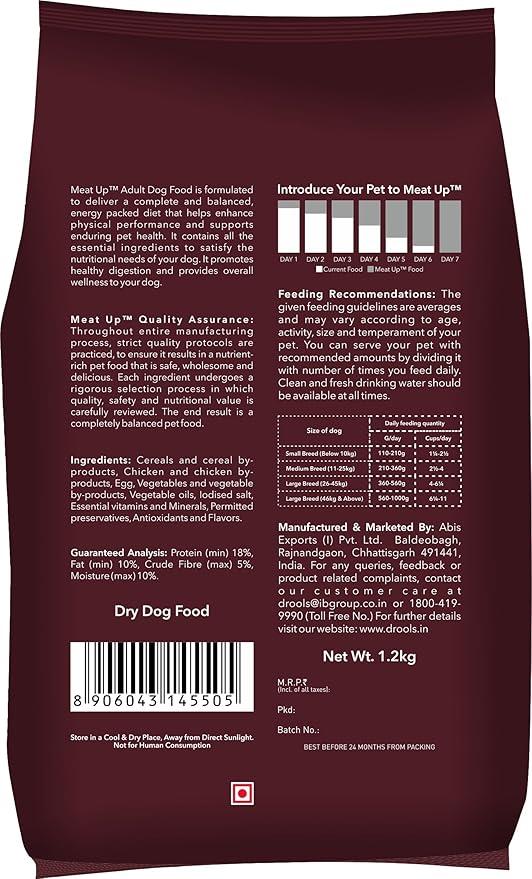 Meat Up™ Adult Dog Food is formulated
to deliver a complete and balanced,
energy packed diet that helps enhance
physical performance and supports
enduring pet health. It contains all the
essential ingredients to satisfy the
nutritional needs of your dog. It promotes
healthy digestion and provides overall
wellness to your dog.
Meat Up™ Quality Assurance:
Throughout entire manufacturing
process, strict quality protocols are
practiced, to ensure it results in a nutrient-
rich pet food that is safe, wholesome and
delicious. Each ingredient undergoes a
rigorous selection process in which
quality, safety and nutritional value is
carefully reviewed. The end result is a
completely balanced pet food.
Ingredients: Cereals and cereal by-
products, Chicken and chicken by-
products, Egg, Vegetables and vegetable
by-products, Vegetable oils, Iodised salt,
Essential vitamins and Minerals, Permitted
preservatives, Antioxidants and Flavors.
Guaranteed Analysis: Protein (min) 18%,
Fat (min) 10%, Crude Fibre (max) 5%,
Moisture (max) 10%.
Dry Dog Food
8 906043 145505
Store in a Cool & Dry Place, Away from Direct Sunlight.
Not for Human Consumption
Introduce Your Pet to Meat Up™
DAY 1 DAY 2 DAY 3 DAY 4 DAY 5 DAY 6 DAY 7
Current Food Meat Up™ Food
Feeding Recommendations: The
given feeding guidelines are averages
and may vary according to age,
activity, size and temperament of your
pet. You can serve your pet with
recommended amounts by dividing it
with number of times you feed daily.
Clean and fresh drinking water should
be available at all times.
Size of dog Daily feeding quantity
G/day Cups/day
Small Breed (Below 10kg) 110-210g 1¼-2½
Medium Breed (11-25kg) 210-360g 2½-4
Large Breed (26-45kg) 360-560g 4-6¼
Large Breed (46kg & Above) 560-1000g 6¼-11
Manufactured & Marketed By: Abis
Exports (I) Pvt. Ltd. Baldeobagh,
Rajnandgaon, Chhattisgarh 491441,
India. For any queries, feedback or
product related complaints, contact
our customer care at
drools@ibgroup.co.in or 1800-419-
9990 (Toll Free No.) For further details
visit our website: www.drools.in
Net Wt. 1.2kg
M.R.P.₹
(Incl. of all taxes):
Pkd:
Batch No.:
BEST BEFORE 24 MONTHS FROM PACKING